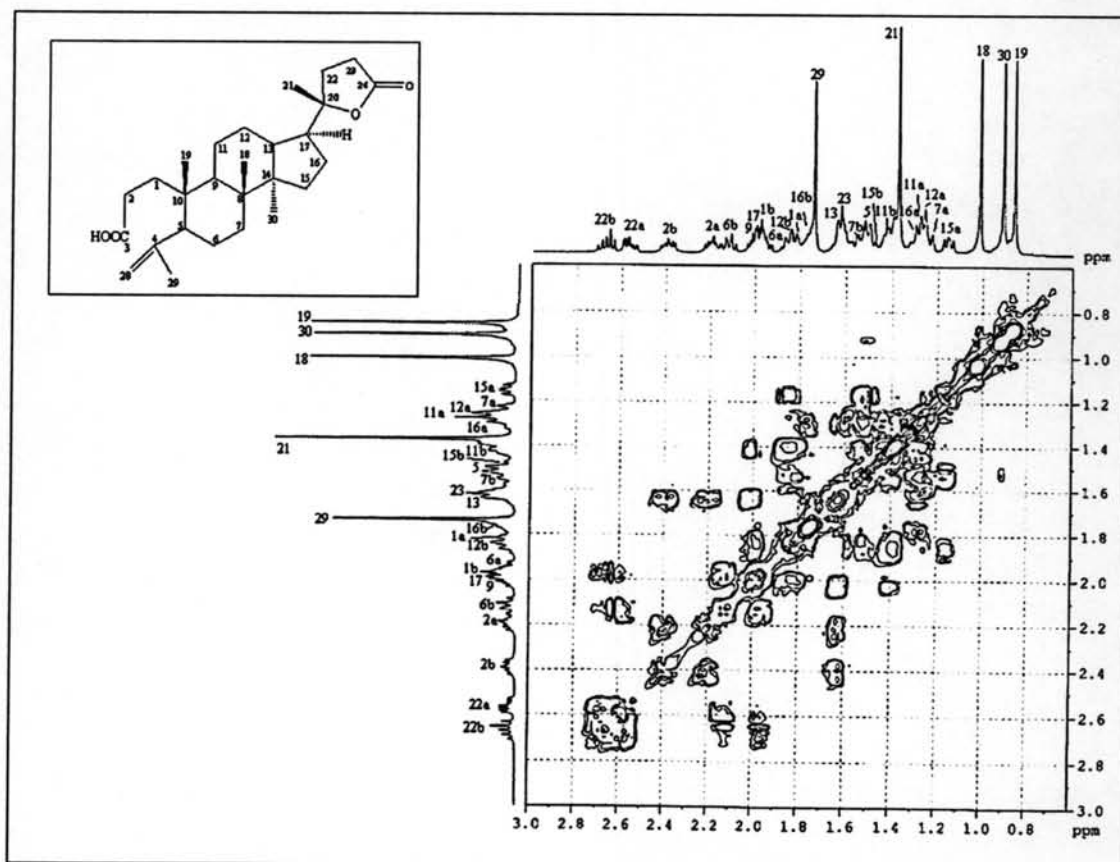 21
18 30 19
29
16b 11a
23 15b 12a
17 1b 12b 1a 13 5 11b 16a 7a
22b 22a 2b 2a 6b 9 6a 7b 15a
ppm
21 22 23
24 O
20
O
12 17 H
11 13 16
19 18
1 14 15
2 10 9 8
30
5 7
HOOC 3 4 6
28 29
19
30
18
15a
7a
12a
11a
16a
21
11b
15b
5
7b
23
13
29
16b
1a
12b
6a
1b
17
9
6b
2a
2b
22a
22b
0.8
1.0
1.2
1.4
1.6
1.8
2.0
2.2
2.4
2.6
2.8
3.0
3.0 2.8 2.6 2.4 2.2 2.0 1.8 1.6 1.4 1.2 1.0 0.8 ppm
ppm